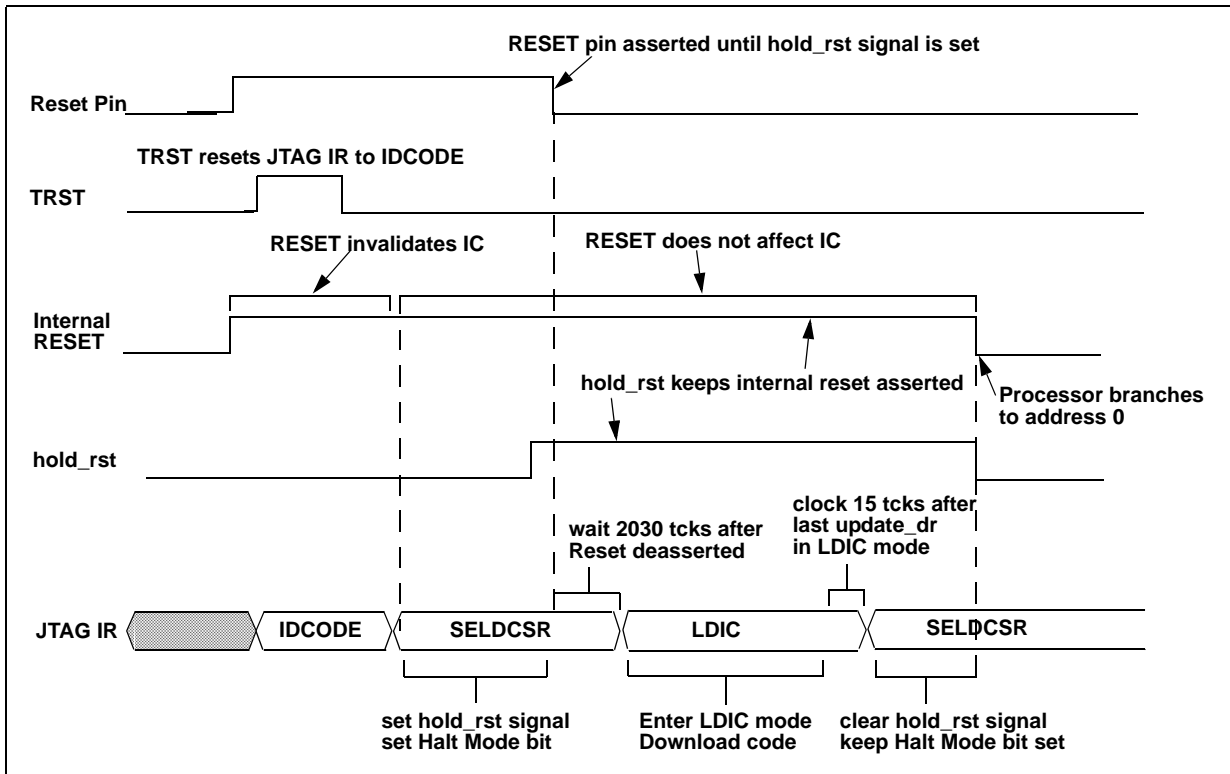 RESET pin asserted until hold_rst signal is set
Reset Pin
TRST resets JTAG IR to IDCODE
TRST
RESET invalidates IC
RESET does not affect IC
Internal
RESET
hold_rst keeps internal reset asserted
Processor branches
to address 0
hold_rst
wait 2030 tcks after
Reset deasserted
clock 15 tcks after
last update_dr
in LDIC mode
JTAG IR
IDCODE
SELDCSR
LDIC
SELDCSR
set hold_rst signal
set Halt Mode bit
Enter LDIC mode
Download code
clear hold_rst signal
keep Halt Mode bit set